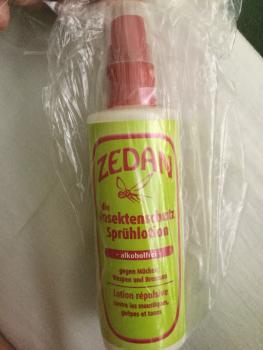 ZEDAN
die
Insektenschutz
Sprühlotion
- alkoholfrei -
gegen Mücken,
Wespen und Bremsen
Lotion répulsive
contre les moustiques,
guêpes et taons